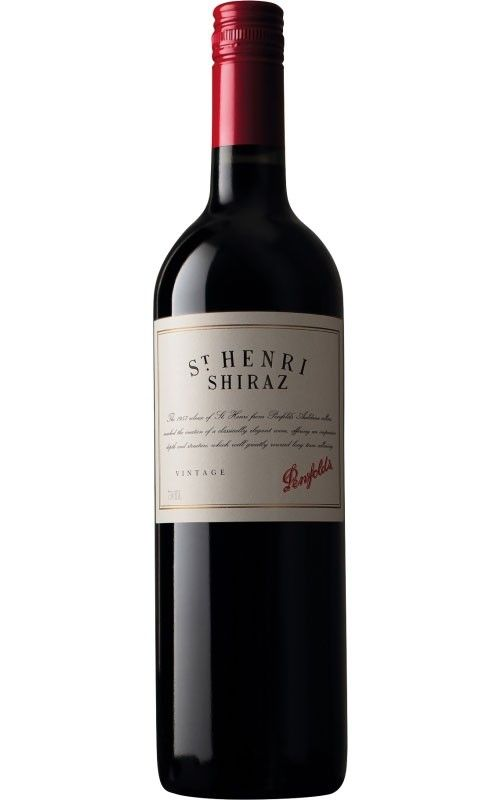 ST. HENRI
SHIRAZ
The 1957 release of St Henri from Penfolds Auldana cellars
marked the creation of a classically elegant wine, offering an
depth and structure, which will greatly reward long term cellaring
VINTAGE
Penfolds
750ML